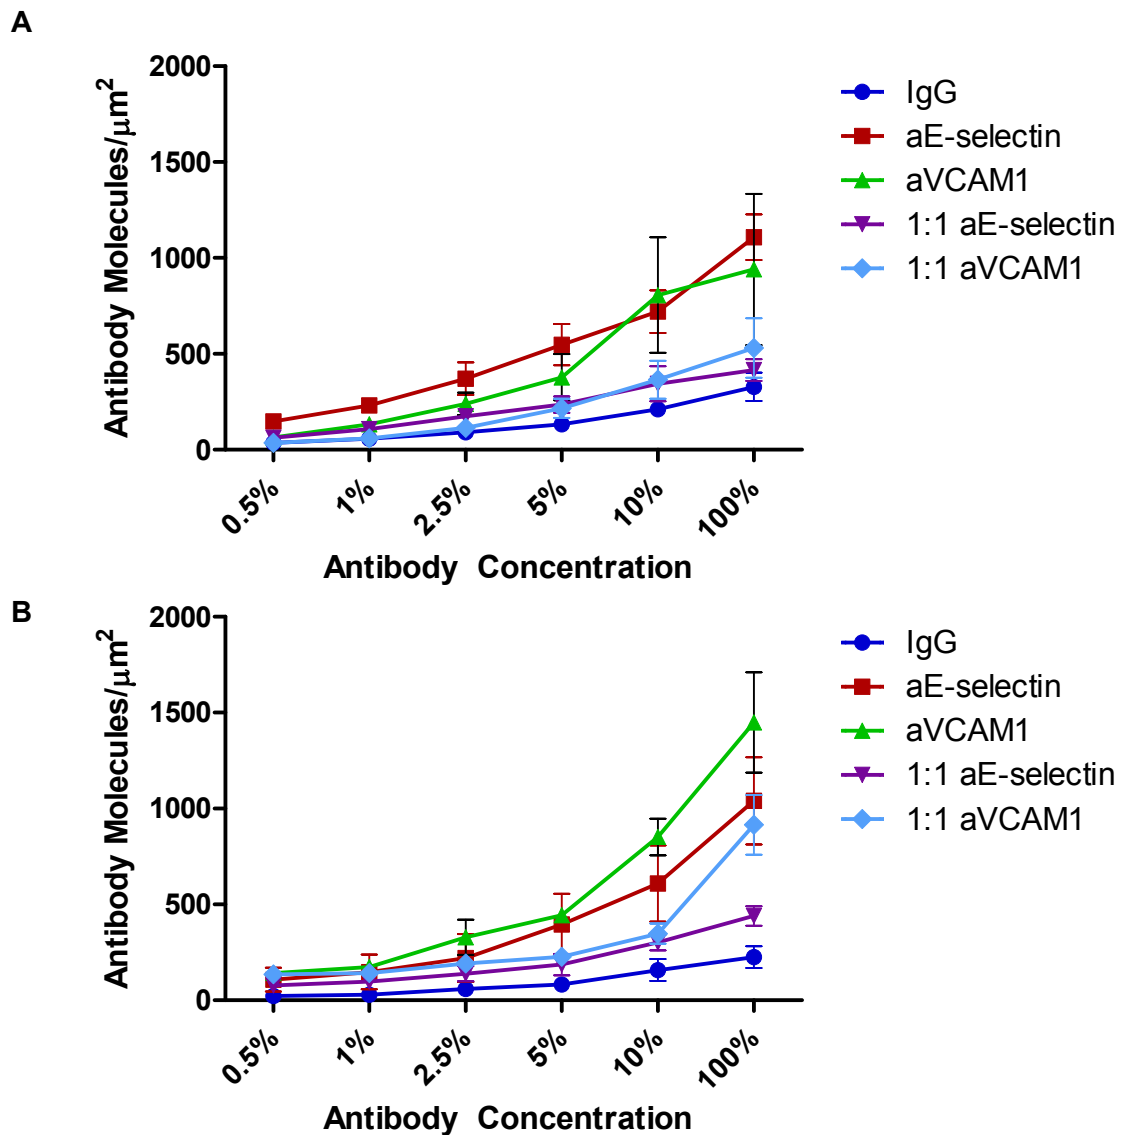 A
2000
1500
1000
500
0
Antibody Molecules/μm²
0.5%
1%
2.5%
5%
10%
100%
Antibody Concentration
IgG
aE-selectin
aVCAM1
1:1 aE-selectin
1:1 aVCAM1
B
2000
1500
1000
500
0
Antibody Molecules/μm²
0.5%
1%
2.5%
5%
10%
100%
Antibody Concentration
IgG
aE-selectin
aVCAM1
1:1 aE-selectin
1:1 aVCAM1